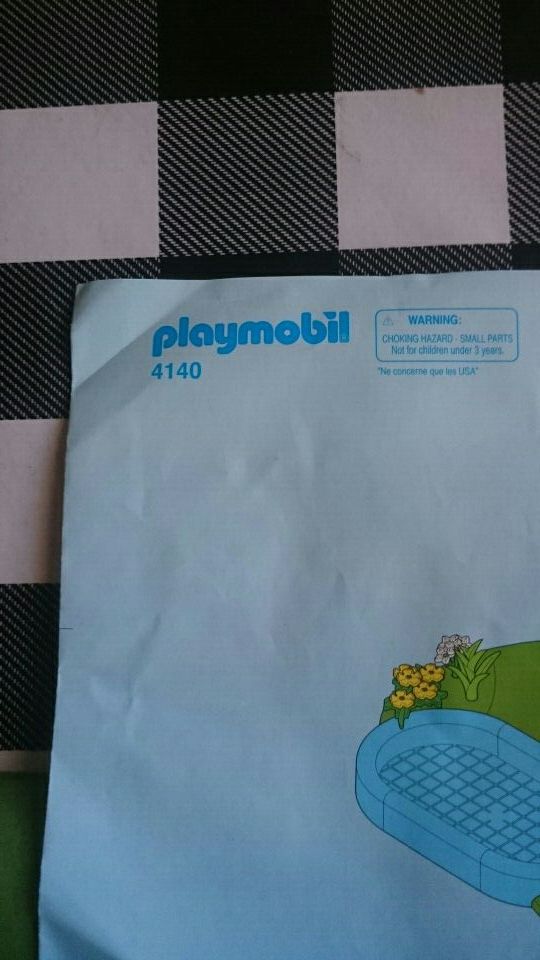 playmobil
4140
WARNING:
CHOKING HAZARD - SMALL PARTS
Not for children under 3 years.
"Ne concerne que les USA"